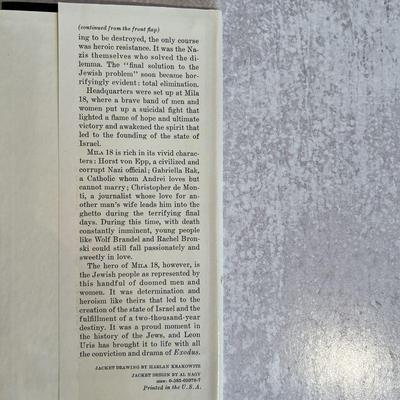 (continued from the front flap)
ing to be destroyed, the only course
was heroic resistance. It was the Na-
zis themselves who solved the di-
lemma. The "final solution to the
Jewish problem" soon became hor-
rifyingly evident: total elimination.
Headquarters were set up at Mila
18, where a brave band of men and
women put up a suicidal fight that
lighted a flame of hope and ultimate
victory and awakened the spirit that
led to the founding of the state of
Israel.
MILA 18 is rich in its vivid charac-
ters: Horst von Epp, a civilized and
corrupt Nazi official; Gabriella Rak,
a Catholic whom Andrei loves but
cannot marry; Christopher de Mon-
ti, a journalist whose love for an-
other man's wife leads him into the
ghetto during the terrifying final
days. During this time, with death
constantly imminent, young people
like Wolf Brandel and Rachel Bron-
ski could still fall passionately and
sweetly in love.
The hero of MILA 18, however, is
the Jewish people as represented by
this handful of doomed men and
women. It was determination and
heroism like theirs that led to the
creation of the state of Israel and the
fulfillment of a two-thousand-year
destiny. It was a proud moment in
the history of the Jews, and Leon
Uris has brought it to life with all
the conviction and drama of Exodus.
JACKET DRAWING BY HARLAN KRAKOWITZ
JACKET DESIGN BY AL NAGY
ISBN: 0-385-02076-7
Printed in the U.S.A.